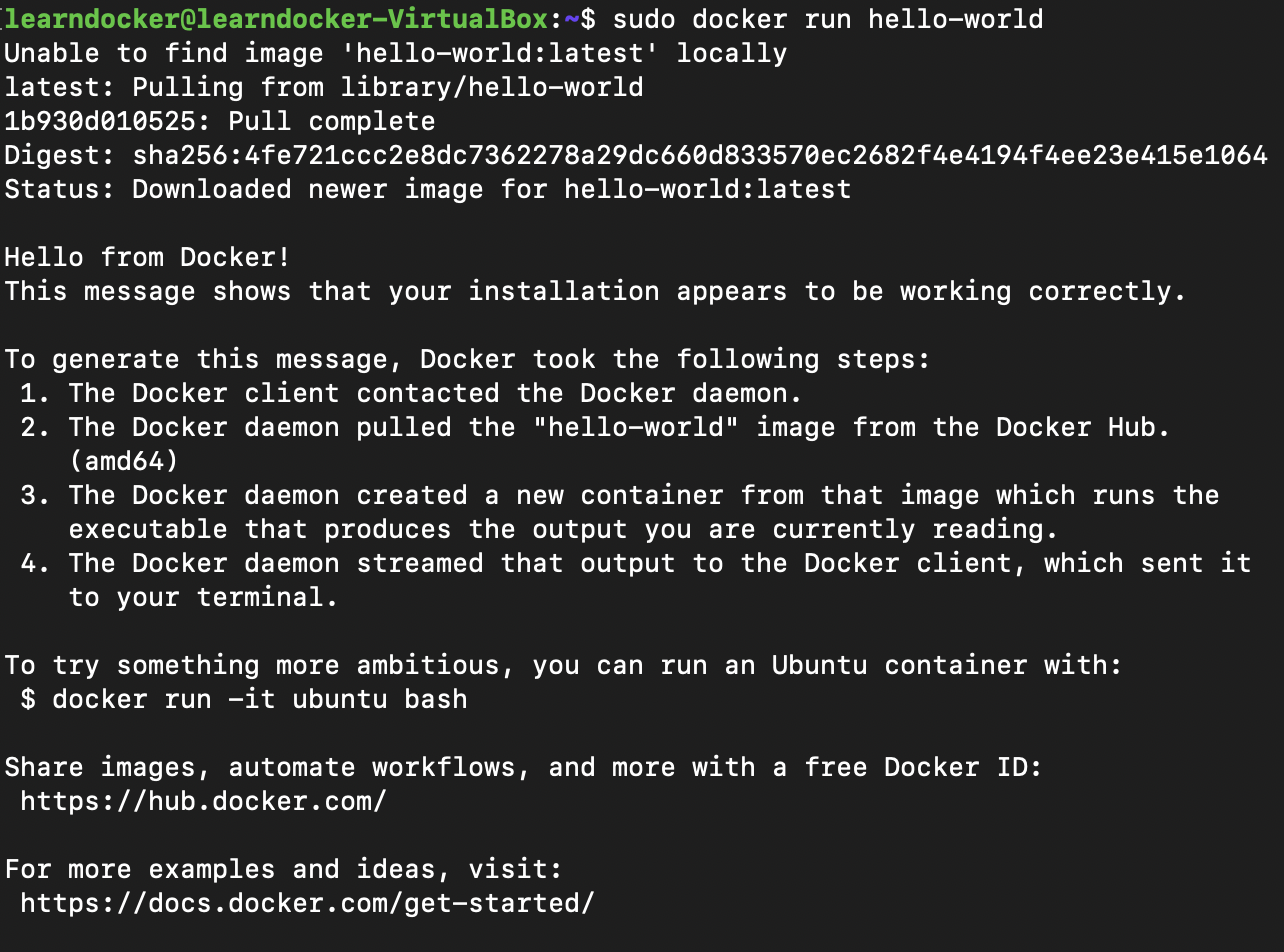 learndocker@learndocker-VirtualBox:~$ sudo docker run hello-world
Unable to find image 'hello-world:latest' locally
latest: Pulling from library/hello-world
1b930d010525: Pull complete
Digest: sha256:4fe721ccc2e8dc7362278a29dc660d833570ec2682f4e4194f4ee23e415e1064
Status: Downloaded newer image for hello-world:latest

Hello from Docker!
This message shows that your installation appears to be working correctly.

To generate this message, Docker took the following steps:
 1. The Docker client contacted the Docker daemon.
 2. The Docker daemon pulled the "hello-world" image from the Docker Hub.
    (amd64)
 3. The Docker daemon created a new container from that image which runs the
    executable that produces the output you are currently reading.
 4. The Docker daemon streamed that output to the Docker client, which sent it
    to your terminal.

To try something more ambitious, you can run an Ubuntu container with:
 $ docker run -it ubuntu bash

Share images, automate workflows, and more with a free Docker ID:
 https://hub.docker.com/

For more examples and ideas, visit:
 https://docs.docker.com/get-started/